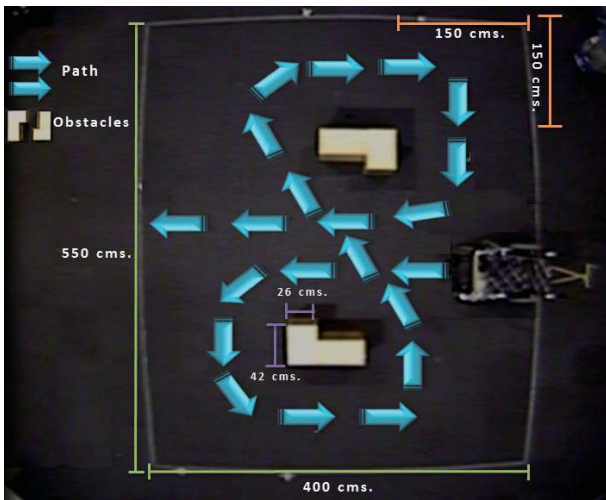 150 cms.
150 cms.
Path
Obstacles
550 cms.
26 cms.
42 cms.
400 cms.